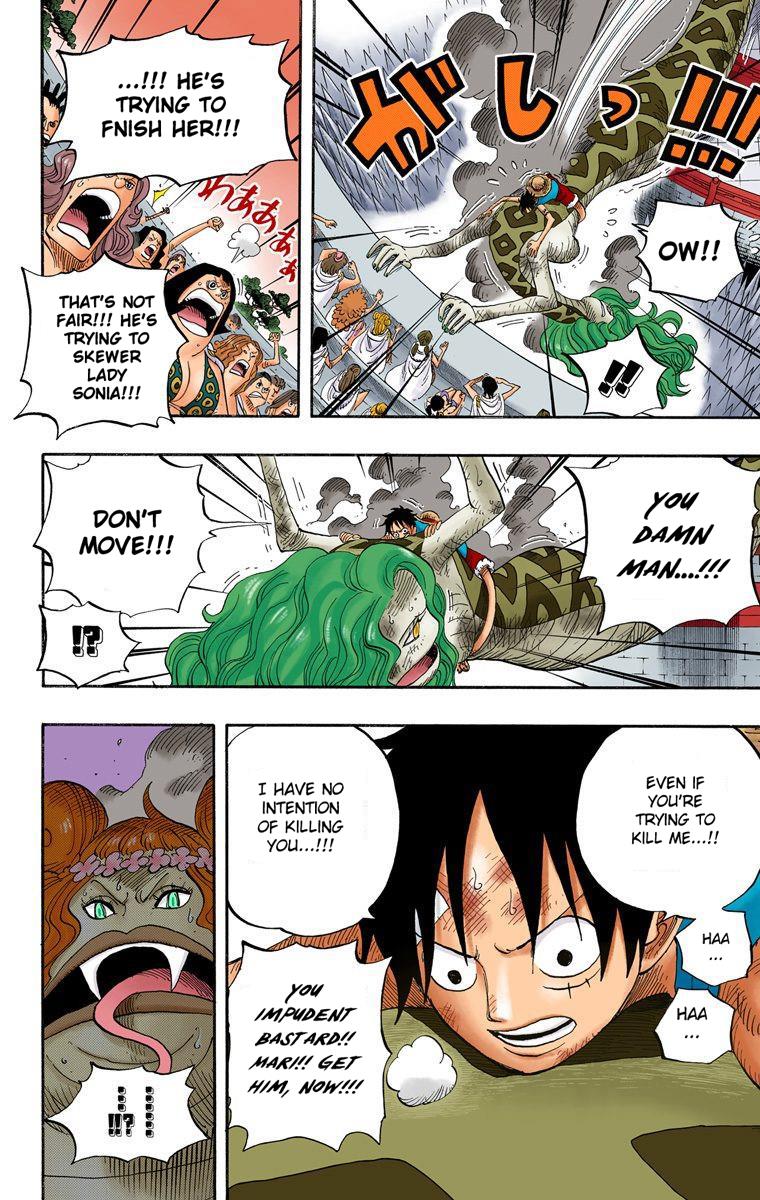 がしっ!!!
OW!!
!!
...!!! HE'S
TRYING TO
FNISH HER!!!
わあああぁ
THAT'S NOT
FAIR!!! HE'S
TRYING TO
SKEWER
LADY
SONIA!!!
YOU
DAMN
MAN....!!!
DON'T
MOVE!!!
!?
EVEN IF
YOU'RE
TRYING TO
KILL ME...!!
HAA
...
HAA
...
I HAVE NO
INTENTION
OF KILLING
YOU...!!!
YOU
IMPUDENT
BASTARD!!
MARI!! GET
HIM, NOW!!!
......!!?